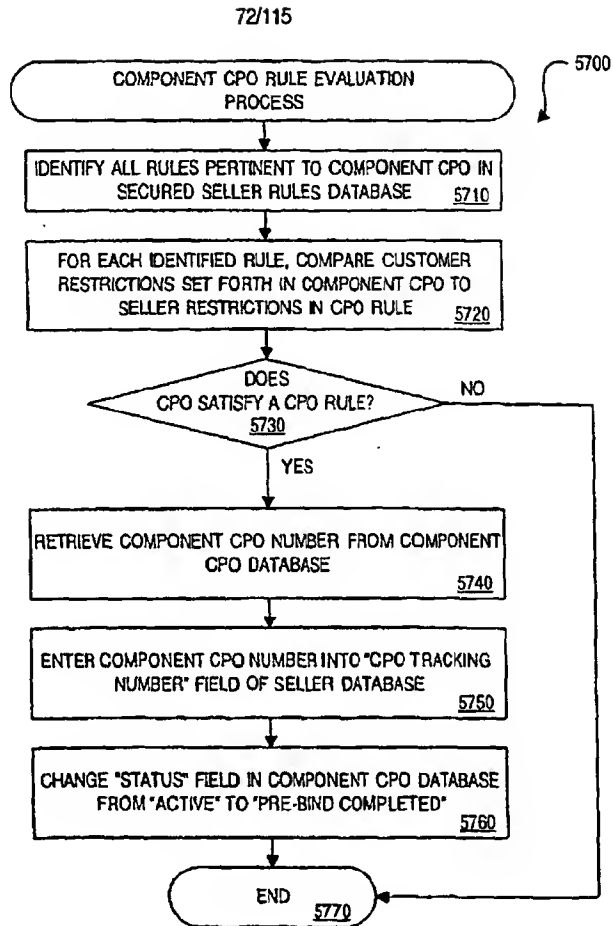 72/115
5700
COMPONENT CPO RULE EVALUATION
PROCESS
IDENTIFY ALL RULES PERTINENT TO COMPONENT CPO IN
SECURED SELLER RULES DATABASE
5710
FOR EACH IDENTIFIED RULE, COMPARE CUSTOMER
RESTRICTIONS SET FORTH IN COMPONENT CPO TO
SELLER RESTRICTIONS IN CPO RULE
5720
DOES
CPO SATISFY A CPO RULE?
5730
NO
YES
RETRIEVE COMPONENT CPO NUMBER FROM COMPONENT
CPO DATABASE
5740
ENTER COMPONENT CPO NUMBER INTO "CPO TRACKING
NUMBER" FIELD OF SELLER DATABASE
5750
CHANGE "STATUS" FIELD IN COMPONENT CPO DATABASE
FROM "ACTIVE" TO "PRE-BIND COMPLETED"
5760
END
5770